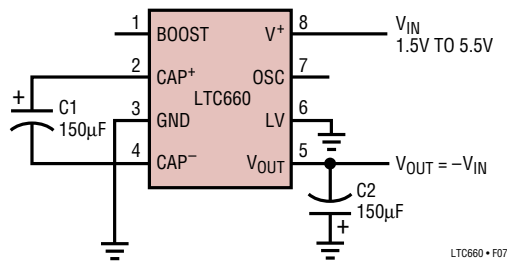 1
BOOST
V+
8
VIN
1.5V TO 5.5V
2
CAP+
OSC
7
+
C1
150µF
LTC660
3
GND
LV
6
4
CAP−
VOUT
5
VOUT = −VIN
C2
150µF
+
LTC660 • F07